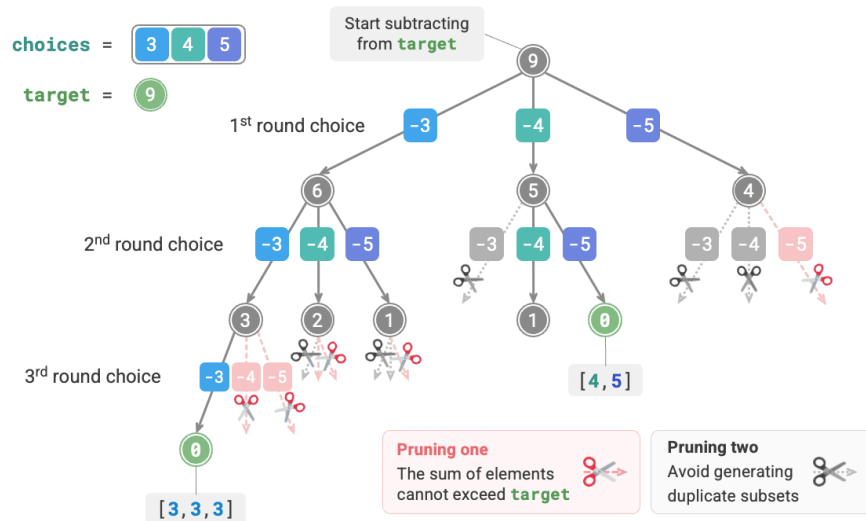 Start subtracting
from target
choices = 3 4 5
target = 9
9
1st round choice
-3 -4 -5
6 5 4
2nd round choice
-3 -4 -5 -3 -4 -5 -3 -4 -5
3 2 1 1 0
3rd round choice
-3 -4 -5
[4,5]
0
[3,3,3]
Pruning one
The sum of elements
cannot exceed target
Pruning two
Avoid generating
duplicate subsets